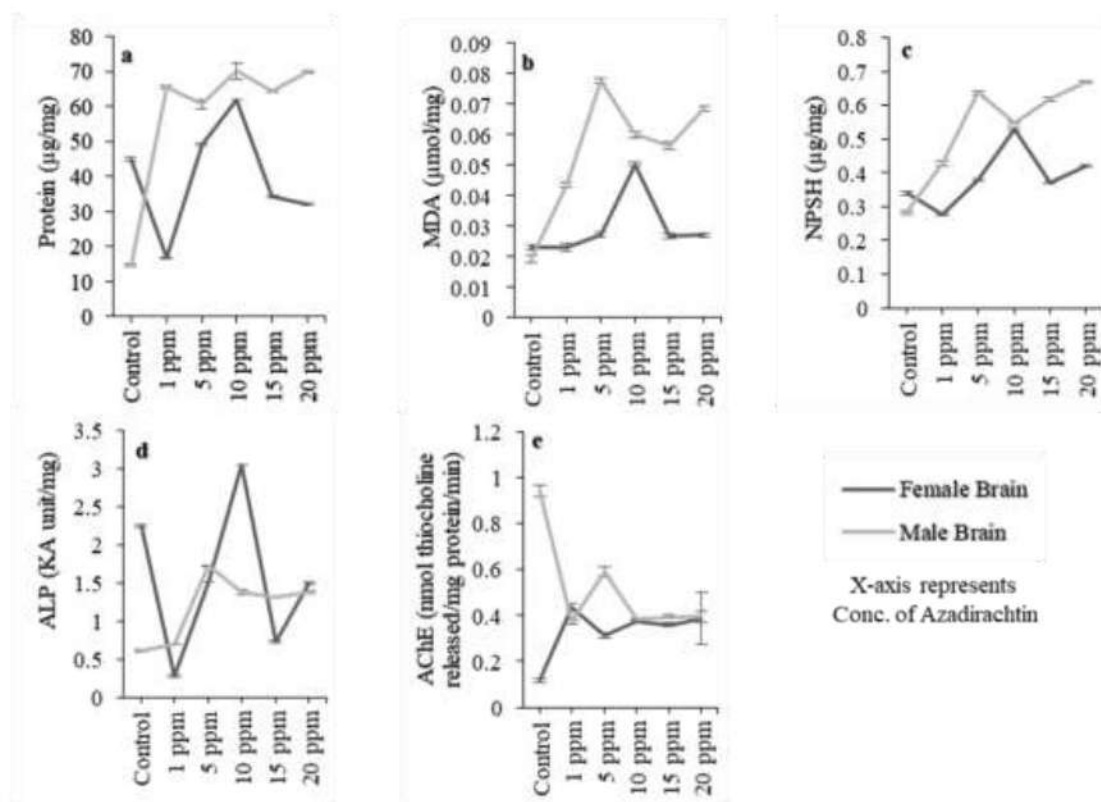 a
Protein (µg/mg)
80
70
60
50
40
30
20
10
0
Control
1 ppm
5 ppm
10 ppm
15 ppm
20 ppm
b
MDA (µmol/mg)
0.09
0.08
0.07
0.06
0.05
0.04
0.03
0.02
0.01
0
Control
1 ppm
5 ppm
10 ppm
15 ppm
20 ppm
c
NPSH (µg/mg)
0.8
0.7
0.6
0.5
0.4
0.3
0.2
0.1
0
Control
1 ppm
5 ppm
10 ppm
15 ppm
20 ppm
d
ALP (KA unit/mg)
3.5
3
2.5
2
1.5
1
0.5
0
Control
1 ppm
5 ppm
10 ppm
15 ppm
20 ppm
e
AChE (nmol thiocholine
released/mg protein/min)
1.2
1
0.8
0.6
0.4
0.2
0
Control
1 ppm
5 ppm
10 ppm
15 ppm
20 ppm
Female Brain
Male Brain
X-axis represents
Conc. of Azadirachtin